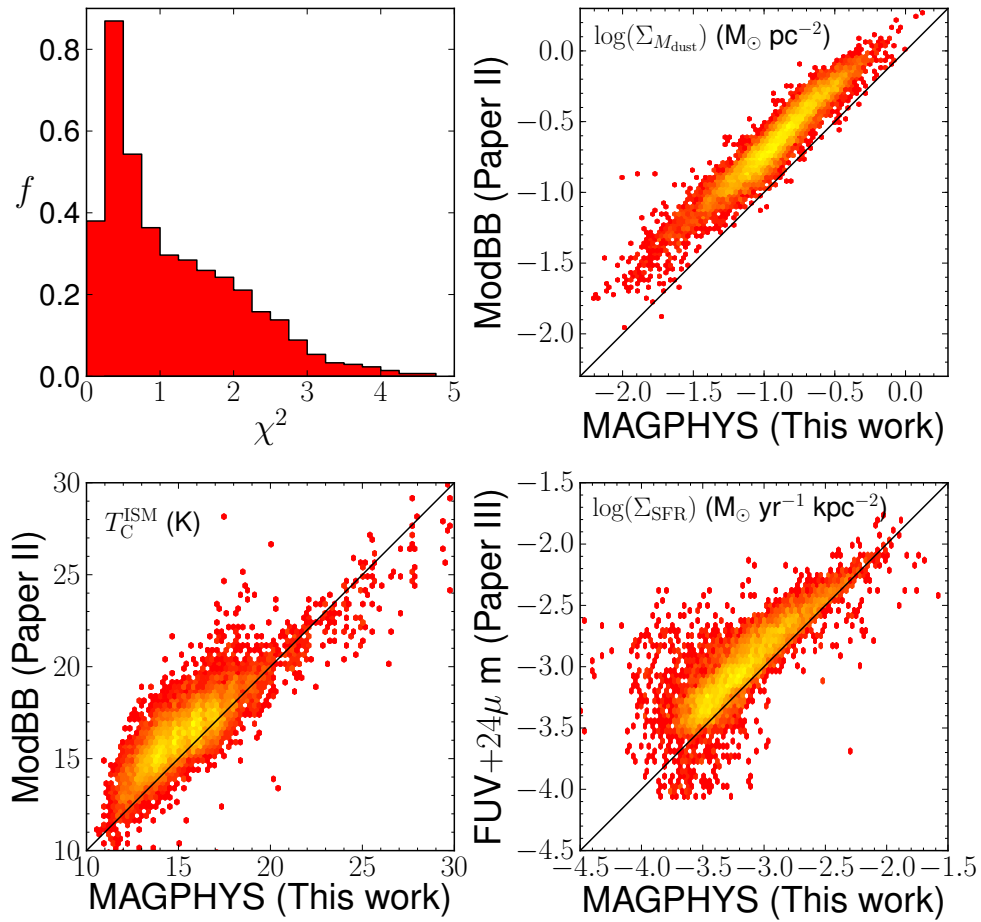 0.8
0.6
f
0.4
0.2
0.0
0 1 2 3 4 5
χ²
log(Σ_{M_dust}) (M⊙ pc⁻²)
ModBB (Paper II)
0.0
−0.5
−1.0
−1.5
−2.0
−2.0 −1.5 −1.0 −0.5 0.0
MAGPHYS (This work)
T_C^ISM (K)
ModBB (Paper II)
30
25
20
15
10
10 15 20 25 30
MAGPHYS (This work)
log(Σ_SFR) (M⊙ yr⁻¹ kpc⁻²)
FUV+24μ m (Paper III)
−1.5
−2.0
−2.5
−3.0
−3.5
−4.0
−4.5
−4.5 −4.0 −3.5 −3.0 −2.5 −2.0 −1.5
MAGPHYS (This work)